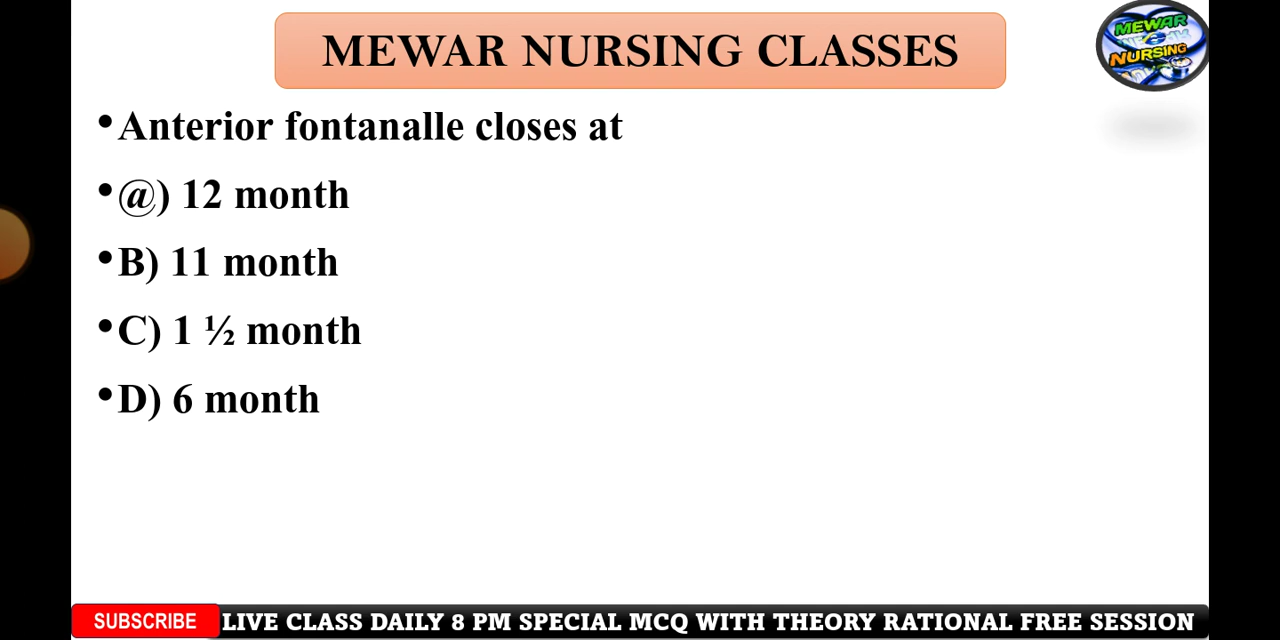 MEWAR NURSING CLASSES
MEWAR
NURSING
•Anterior fontanalle closes at
•@) 12 month
•B) 11 month
•C) 1 ½ month
•D) 6 month
SUBSCRIBE LIVE CLASS DAILY 8 PM SPECIAL MCQ WITH THEORY RATIONAL FREE SESSION